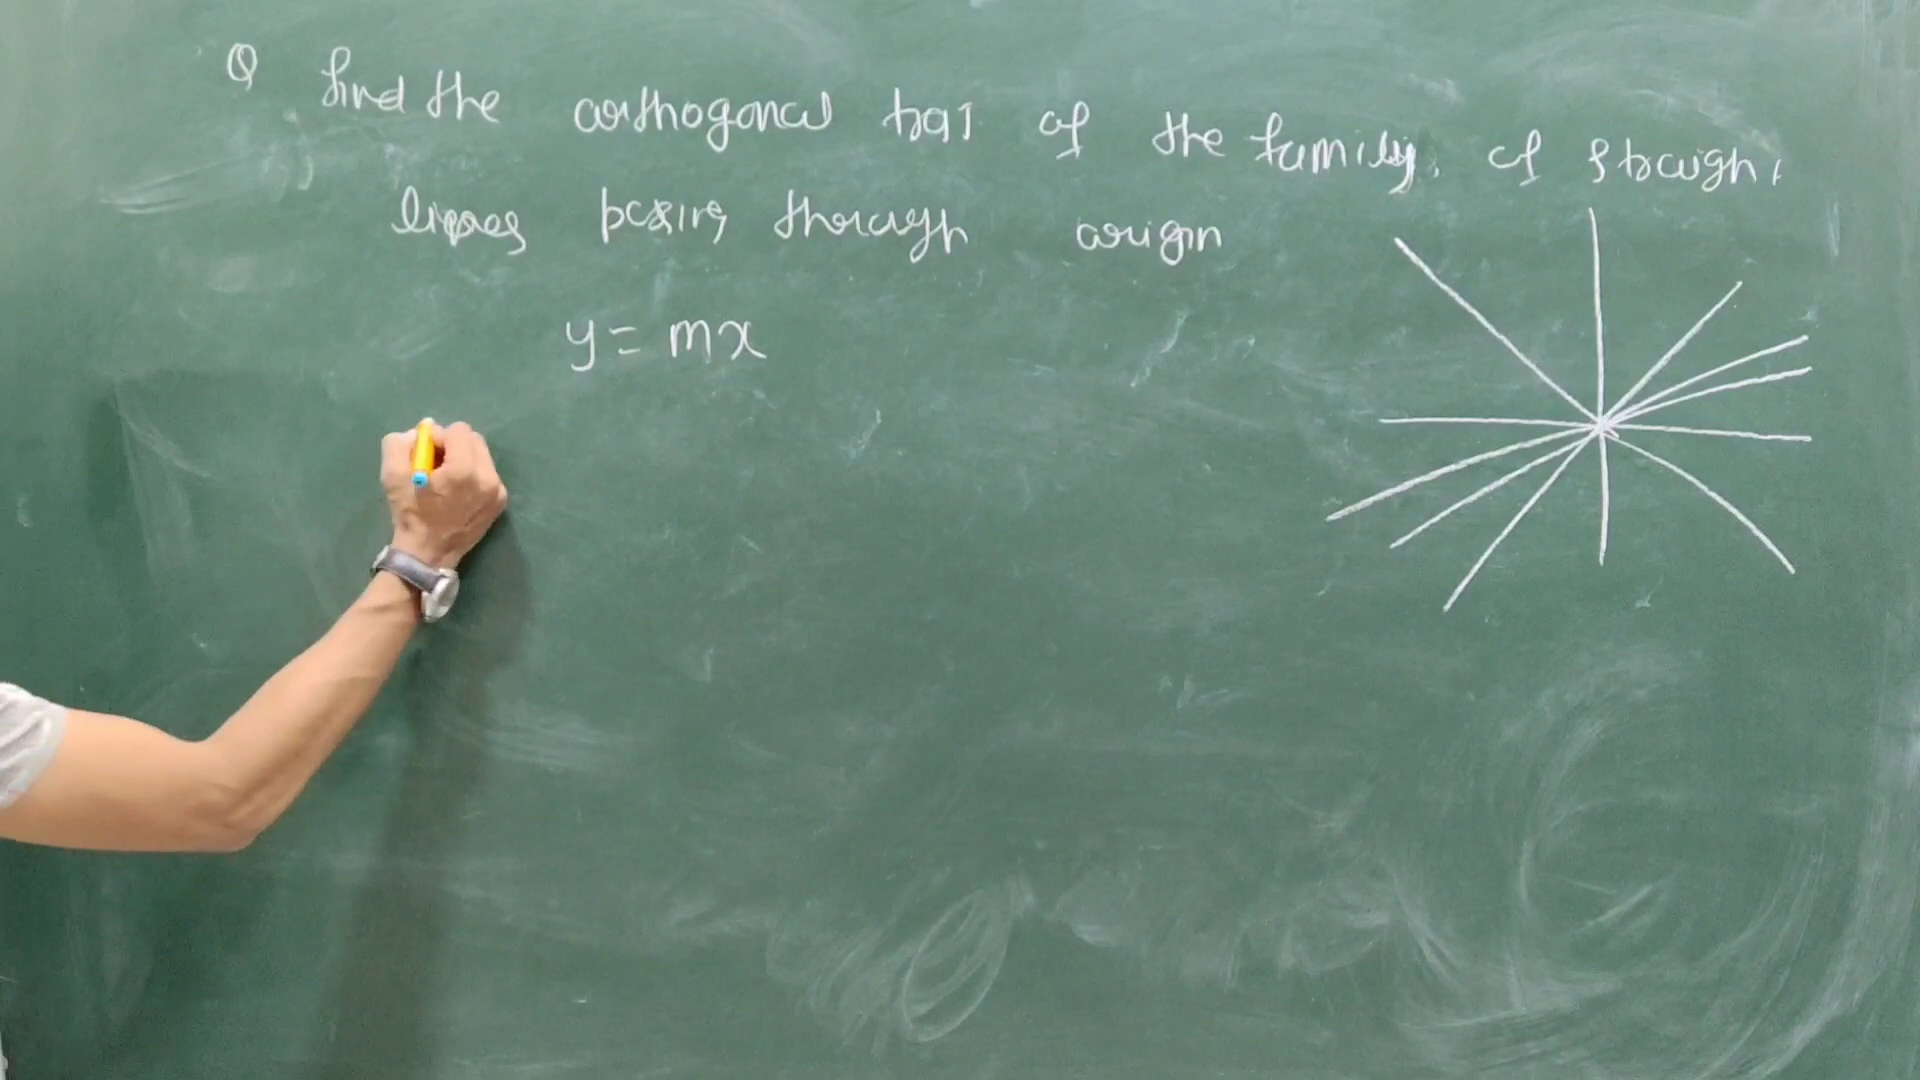 Q find the orthogonal traj of the family of straight
lines passing through origin
y = mx